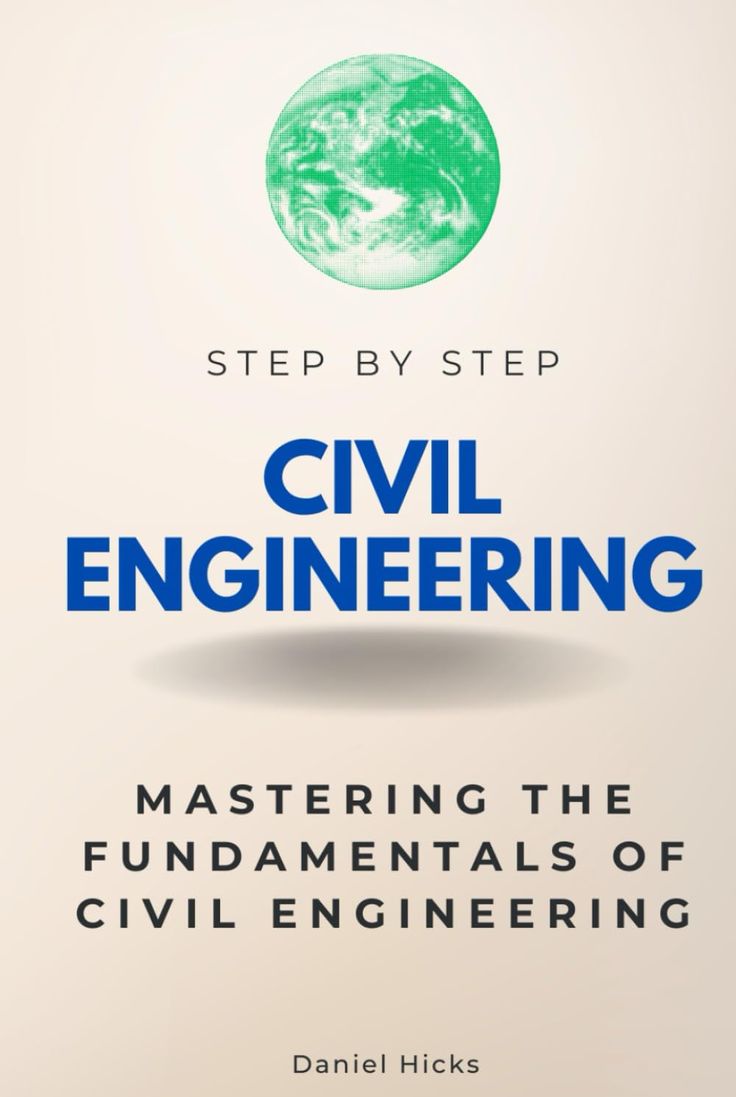 STEP BY STEP
CIVIL
ENGINEERING
MASTERING THE
FUNDAMENTALS OF
CIVIL ENGINEERING
Daniel Hicks